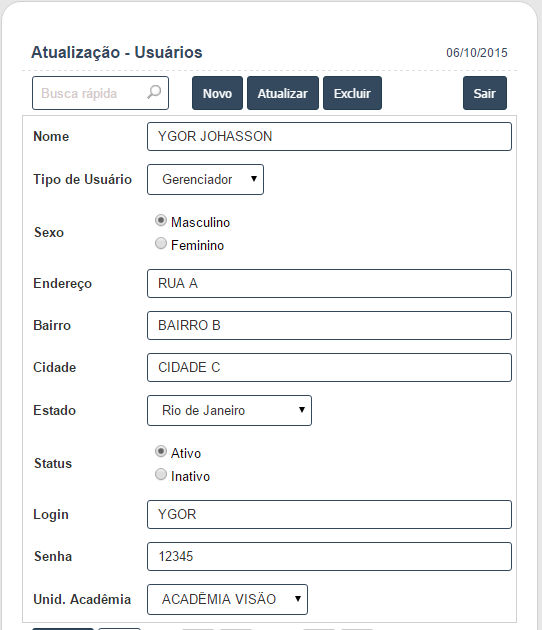 Atualização - Usuários 06/10/2015
Busca rápida Novo Atualizar Excluir Sair
Nome YGOR JOHASSON
Tipo de Usuário Gerenciador
Sexo
Masculino
Feminino
Endereço RUA A
Bairro BAIRRO B
Cidade CIDADE C
Estado Rio de Janeiro
Status
Ativo
Inativo
Login YGOR
Senha 12345
Unid. Acadêmia ACADÊMIA VISÃO